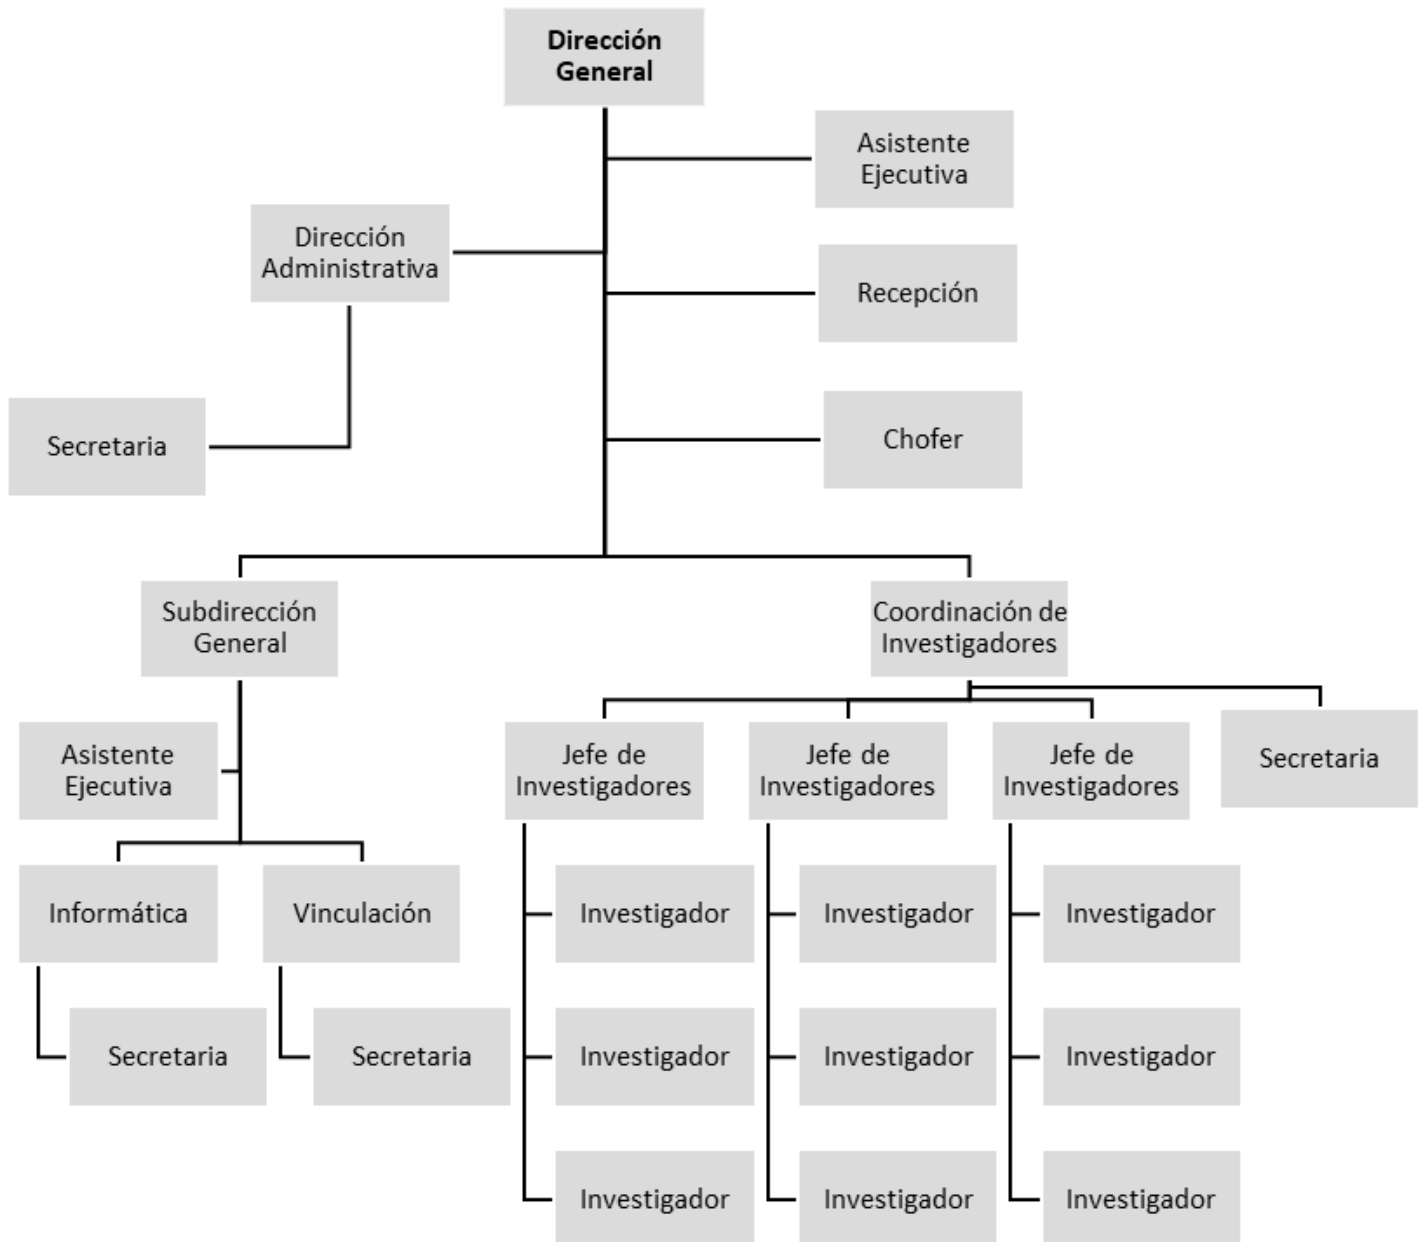 Dirección
General
Asistente
Ejecutiva
Dirección
Administrativa
Recepción
Chofer
Secretaria
Subdirección
General
Coordinación de
Investigadores
Asistente
Ejecutiva
Jefe de
Investigadores
Jefe de
Investigadores
Jefe de
Investigadores
Secretaria
Informática
Vinculación
Investigador
Investigador
Investigador
Secretaria
Secretaria
Investigador
Investigador
Investigador
Investigador
Investigador
Investigador